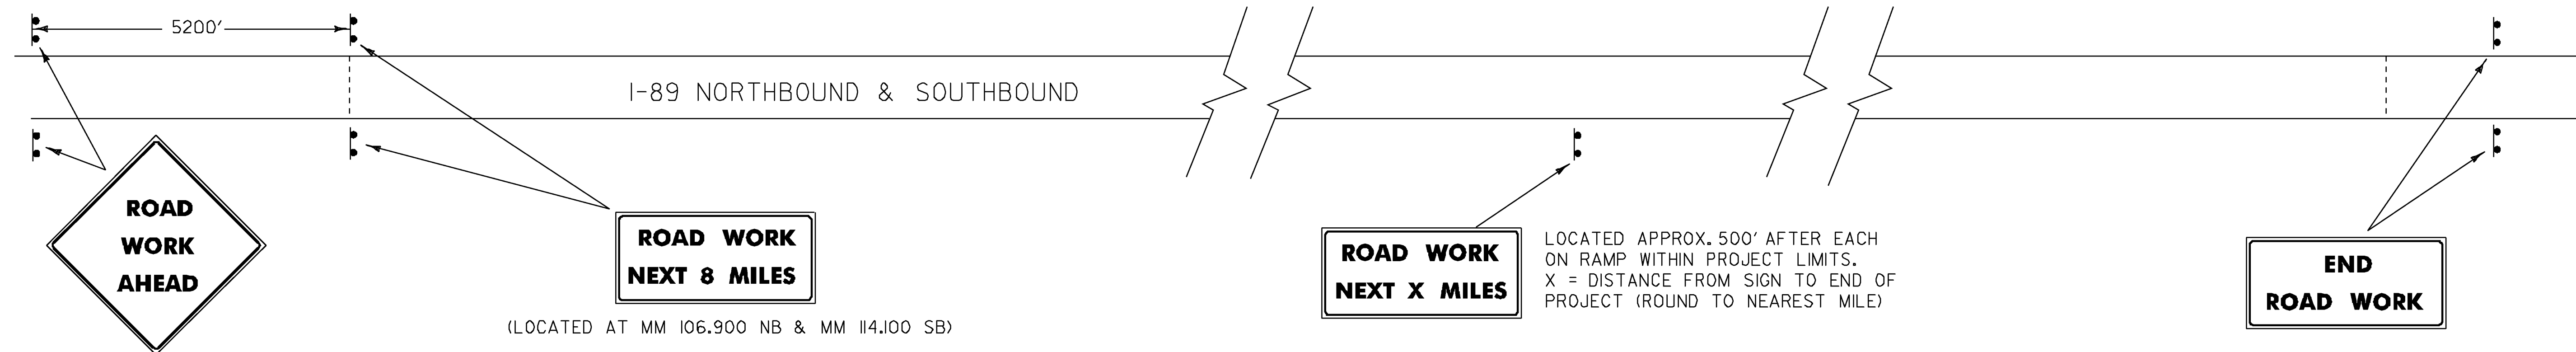 5200'
I-89 NORTHBOUND & SOUTHBOUND
ROAD
WORK
AHEAD
ROAD WORK
NEXT 8 MILES
(LOCATED AT MM 106.900 NB & MM 114.100 SB)
ROAD WORK
NEXT X MILES
LOCATED APPROX. 500' AFTER EACH
ON RAMP WITHIN PROJECT LIMITS.
X = DISTANCE FROM SIGN TO END OF
PROJECT (ROUND TO NEAREST MILE)
END
ROAD WORK